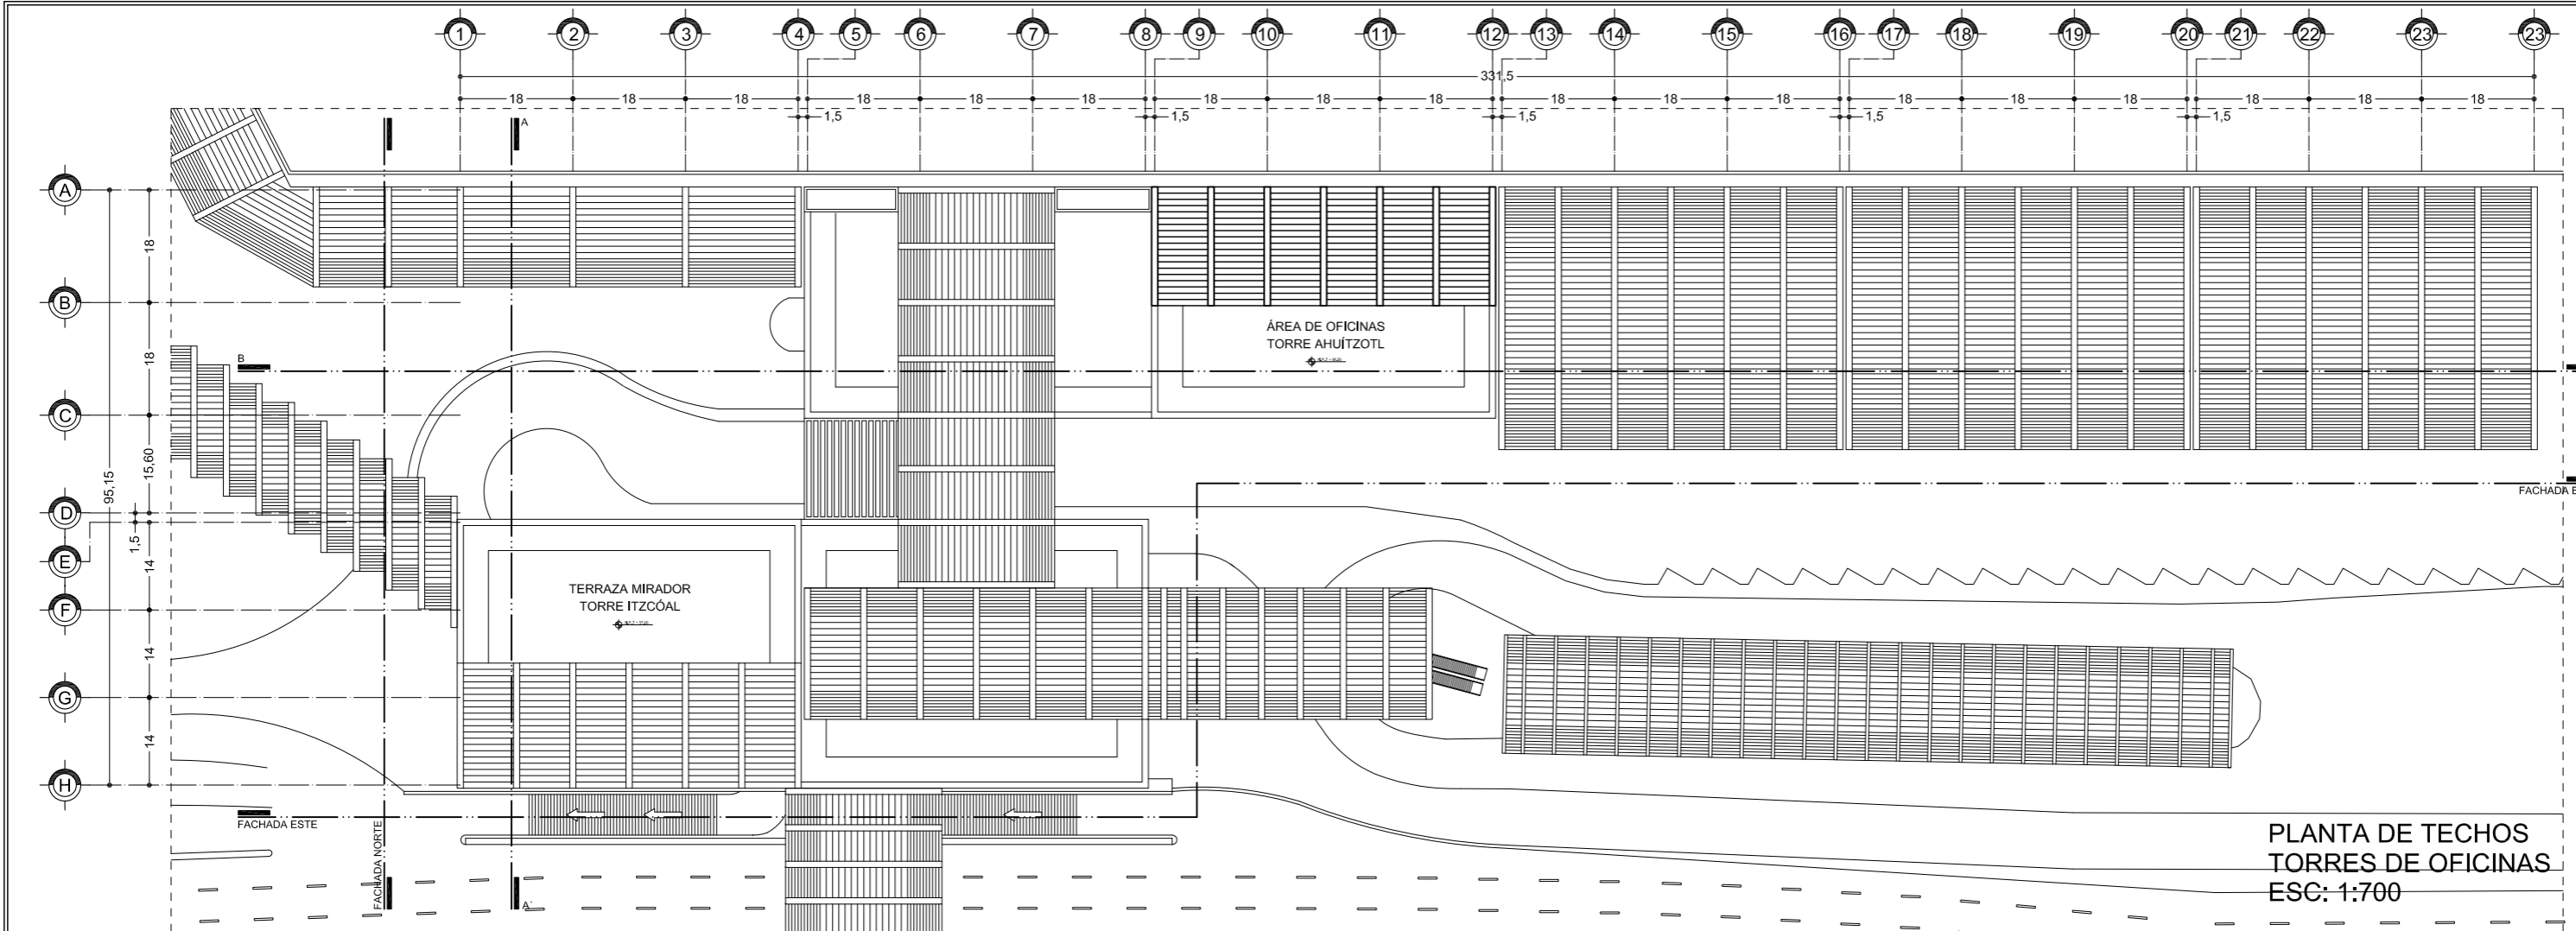 1 2 3 4 5 6 7 8 9 10 11 12 13 14 15 16 17 18 19 20 21 22 23 23
331,5
18 18 18 18 18 18 18 18 18 18 18 18 18 18 18 18 18 18
1,5 1,5 1,5 1,5 1,5
A
A
B
C
D
E
F
G
H
18
18
15,60
1,5
14
14
14
95,15
B
ÁREA DE OFICINAS
TORRE AHUÍTZOTL
FACHADA E
TERRAZA MIRADOR
TORRE ITZCÓAL
FACHADA ESTE
FACHADA NORTE
A´
PLANTA DE TECHOS
TORRES DE OFICINAS
ESC: 1:700